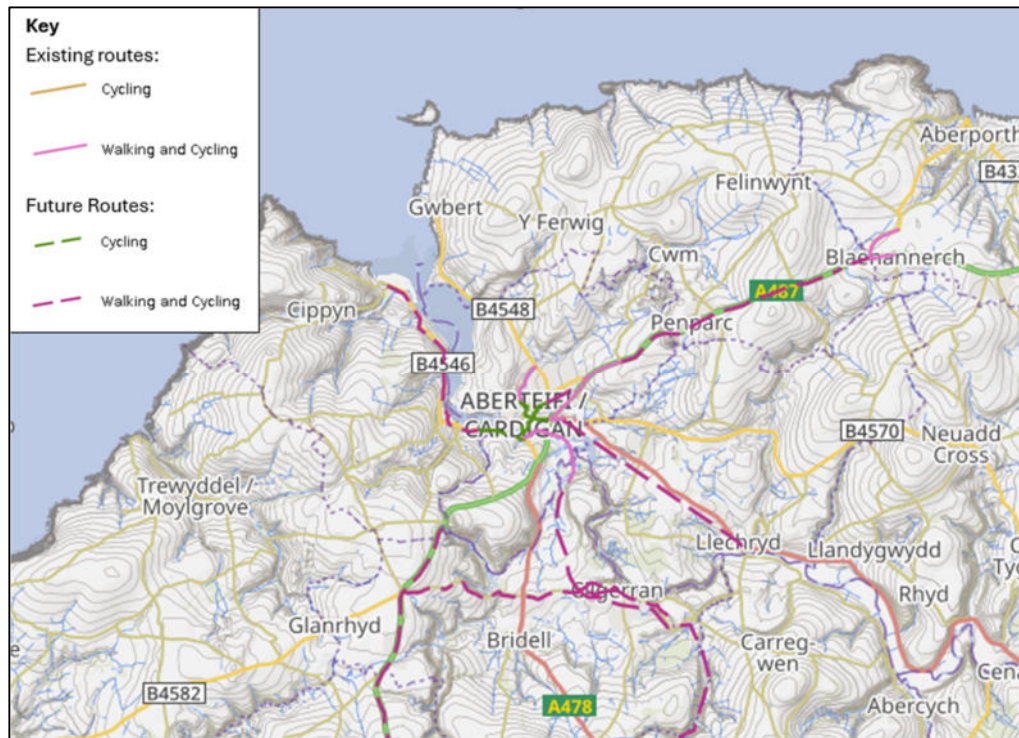 Key
Existing routes:
Cycling
Walking and Cycling
Future Routes:
Cycling
Walking and Cycling
Aberporth
B43
Felinwynt
Gwbert
Y Ferwig
Cwm
Blaenannerch
A487
B4548
Cippyn
Penparc
B4546
ABERTEIFI /
CARDIGAN
B4570
Neuadd
Cross
Trewyddel /
Moylgrove
Llechryd
Llandygwydd
Cilgerran
Rhyd
Glanrhyd
Bridell
Carreg-
wen
Cena
B4582
A478
Abercych